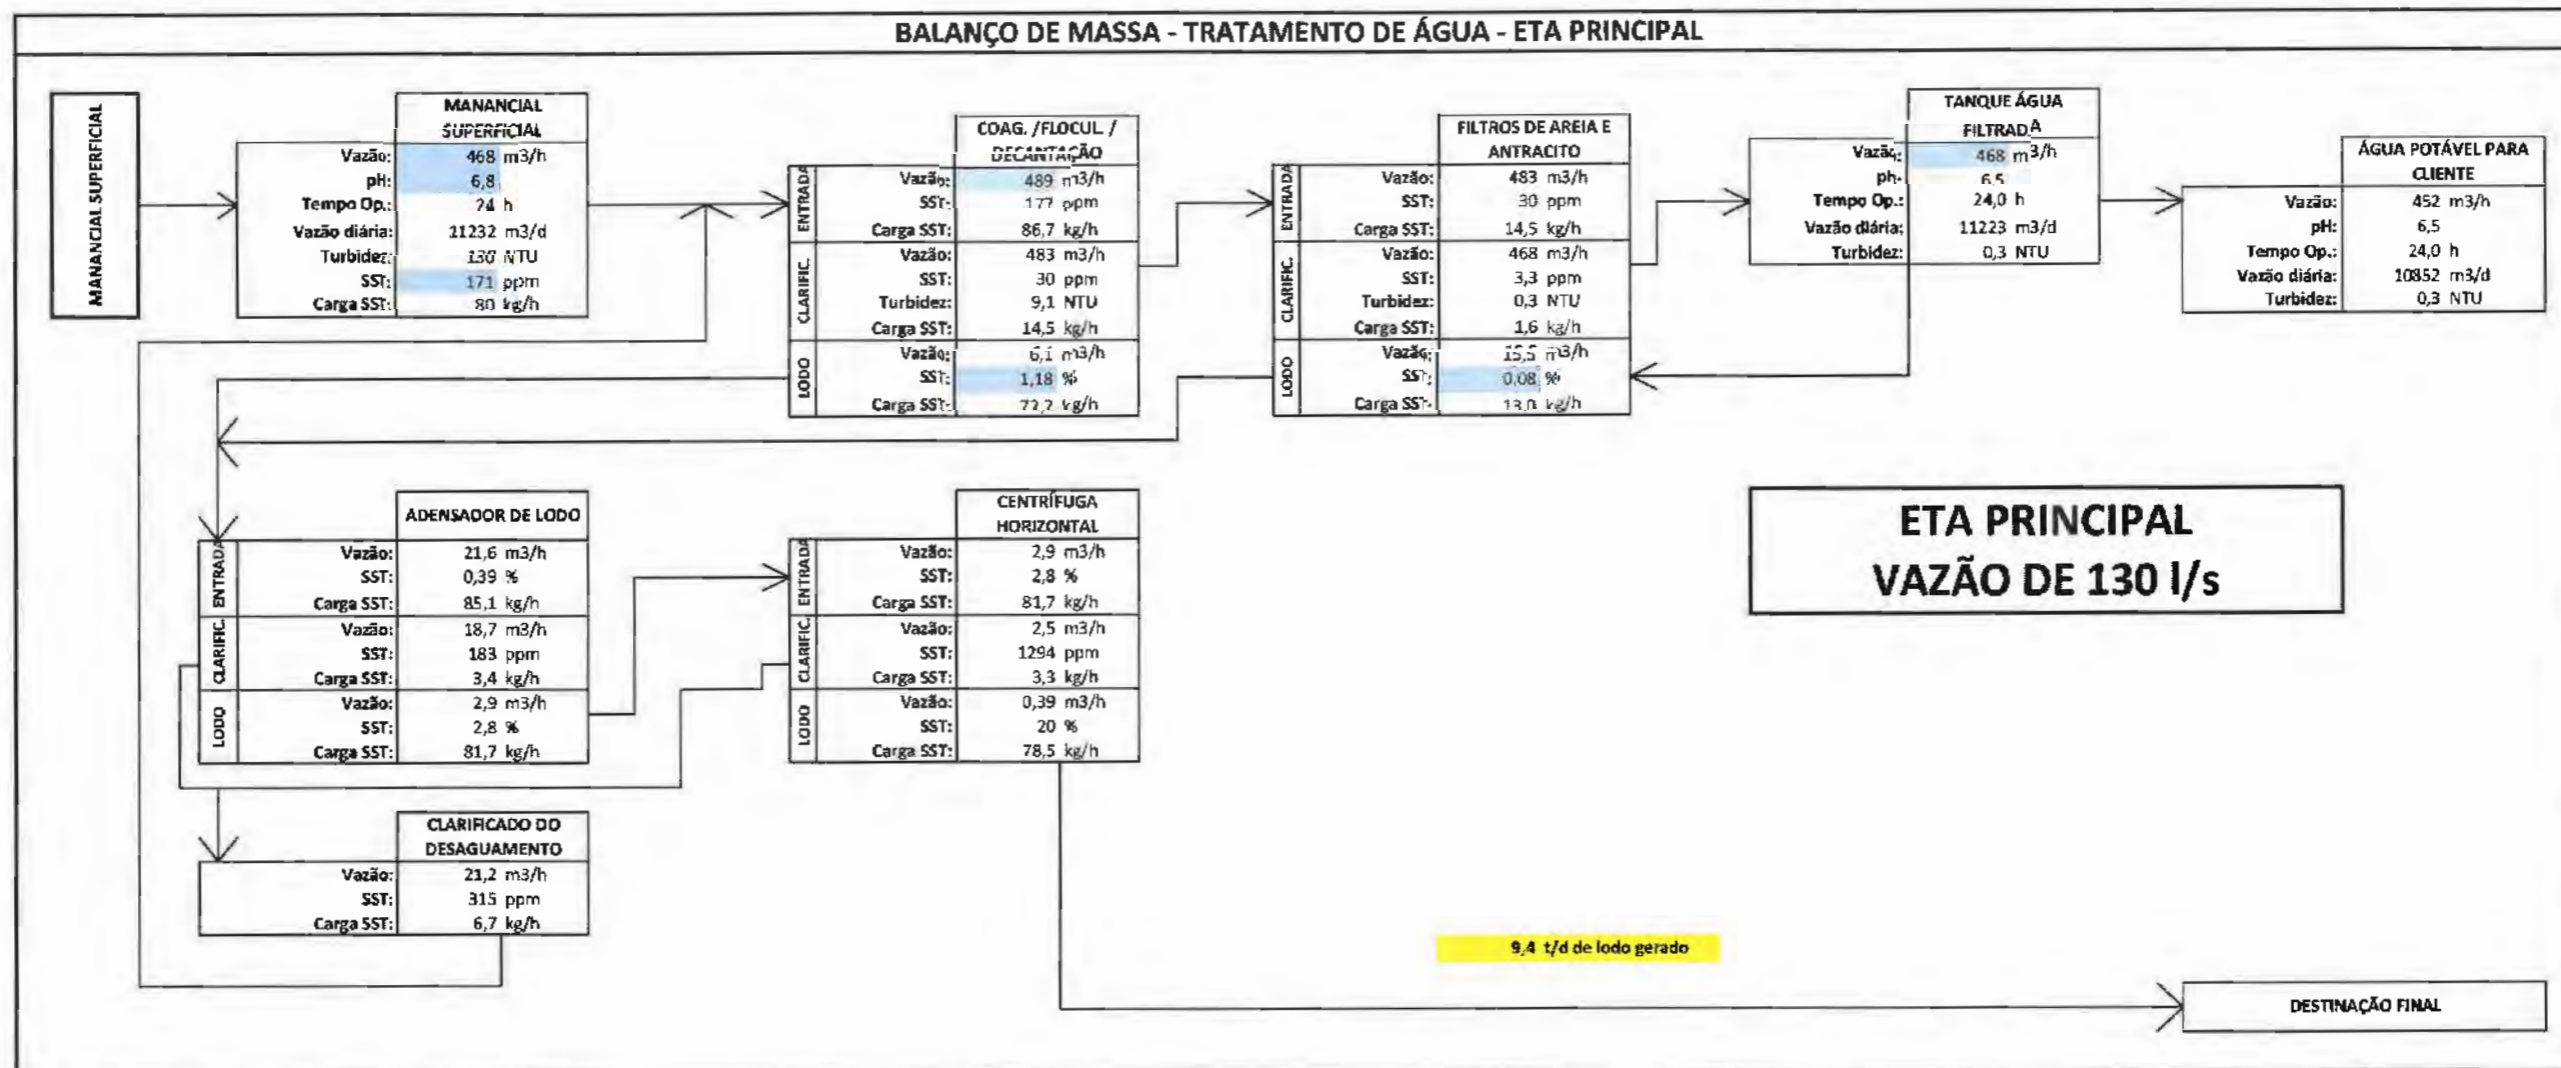 BALANÇO DE MASSA - TRATAMENTO DE ÁGUA - ETA PRINCIPAL
MANANCIAL SUPERFICIAL
MANANCIAL
SUPERFICIAL
Vazão: 468 m3/h
pH: 6,8
Tempo Op.: 24 h
Vazão diária: 11232 m3/d
Turbidez: 130 NTU
SST: 171 ppm
Carga SST: 80 kg/h
COAG. /FLOCUL. /
DECANTAÇÃO
ENTRADA
Vazão: 489 m3/h
SST: 177 ppm
Carga SST: 86,7 kg/h
CLARIFIC.
Vazão: 483 m3/h
SST: 30 ppm
Turbidez: 9,1 NTU
Carga SST: 14,5 kg/h
LODO
Vazão: 6,1 m3/h
SST: 1,18 %
Carga SST: 72,2 kg/h
FILTROS DE AREIA E
ANTRACITO
ENTRADA
Vazão: 483 m3/h
SST: 30 ppm
Carga SST: 14,5 kg/h
CLARIFIC.
Vazão: 468 m3/h
SST: 3,3 ppm
Turbidez: 0,3 NTU
Carga SST: 1,6 kg/h
LODO
Vazão: 15,5 m3/h
SST: 0,08 %
Carga SST: 13,0 kg/h
TANQUE ÁGUA
FILTRADA
Vazão: 468 m3/h
ph: 6,5
Tempo Op.: 24,0 h
Vazão diária: 11223 m3/d
Turbidez: 0,3 NTU
ÁGUA POTÁVEL PARA
CLIENTE
Vazão: 452 m3/h
pH: 6,5
Tempo Op.: 24,0 h
Vazão diária: 10852 m3/d
Turbidez: 0,3 NTU
ADENSADOR DE LODO
ENTRADA
Vazão: 21,6 m3/h
SST: 0,39 %
Carga SST: 85,1 kg/h
CLARIFIC.
Vazão: 18,7 m3/h
SST: 183 ppm
Carga SST: 3,4 kg/h
LODO
Vazão: 2,9 m3/h
SST: 2,8 %
Carga SST: 81,7 kg/h
CENTRÍFUGA
HORIZONTAL
ENTRADA
Vazão: 2,9 m3/h
SST: 2,8 %
Carga SST: 81,7 kg/h
CLARIFIC.
Vazão: 2,5 m3/h
SST: 1294 ppm
Carga SST: 3,3 kg/h
LODO
Vazão: 0,39 m3/h
SST: 20 %
Carga SST: 78,5 kg/h
ETA PRINCIPAL
VAZÃO DE 130 l/s
CLARIFICADO DO
DESAGUAMENTO
Vazão: 21,2 m3/h
SST: 315 ppm
Carga SST: 6,7 kg/h
9,4 t/d de lodo gerado
DESTINAÇÃO FINAL